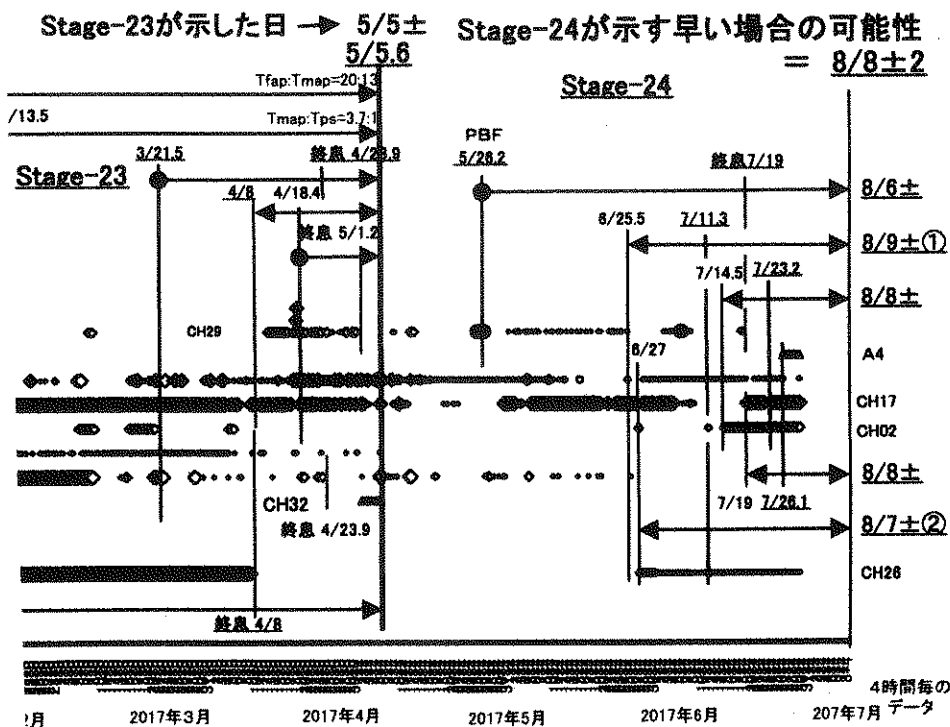 Stage-23が示した日 → 5/5±
5/5.6
Stage-24が示す早い場合の可能性
= 8/8±2
Stage-24
Tfap:Tmap=20:13
/13.5
Tmap:Tps=3.7:1
PBF
3/21.5
終息 4/23.9
5/26.2
終息7/19
Stage-23
4/8
4/18.4
8/6±
6/25.5
7/11.3
終息 5/1.2
8/9±①
7/14.5
7/23.2
8/8±
CH29
6/27
A4
CH17
CH02
8/8±
CH32
7/19
7/26.1
終息 4/23.9
8/7±②
CH26
終息 4/8
4時間毎の
データ
2017年3月
2017年4月
2017年5月
2017年6月
207年7月